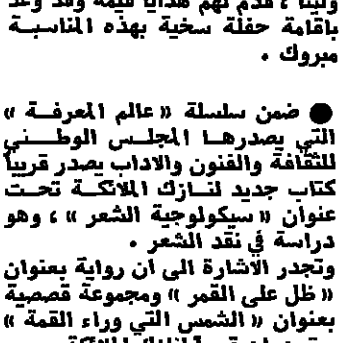 ولبنا ، قدم لهم هدايا قيمة وقد وعد
باقامة حفلة سخية بهذه المناسبة
مبروك .
● ضمن سلسلة « عالم المعرفة »
التي يصدرها المجلس الوطني
للثقافة والفنون والاداب يصدر قريبا
كتاب جديد لنازك الملائكة تحت
عنوان « سيكولوجية الشعر » ، وهو
دراسة في نقد الشعر .
وتجدر الاشارة الى ان رواية بعنوان
« ظل على القمر » ومجموعة قصصية
بعنوان « الشمس التي وراء القمة »